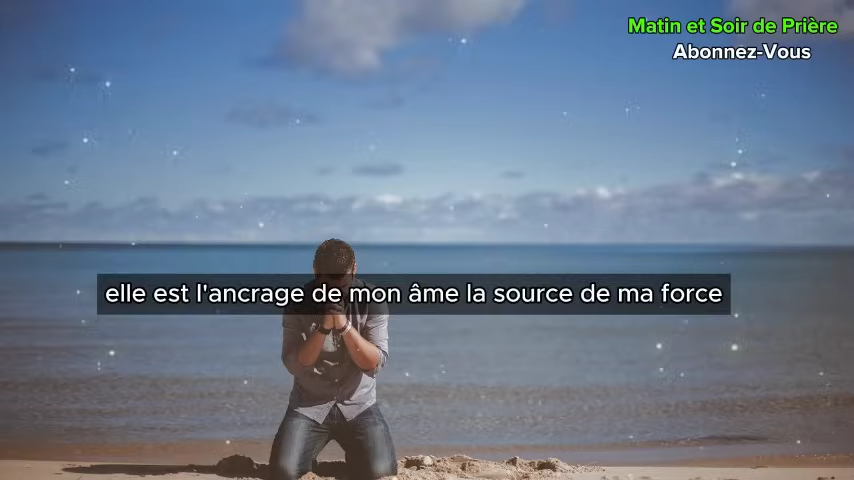 Matin et Soir de Prière
Abonnez-Vous
elle est l'ancrage de mon âme la source de ma force